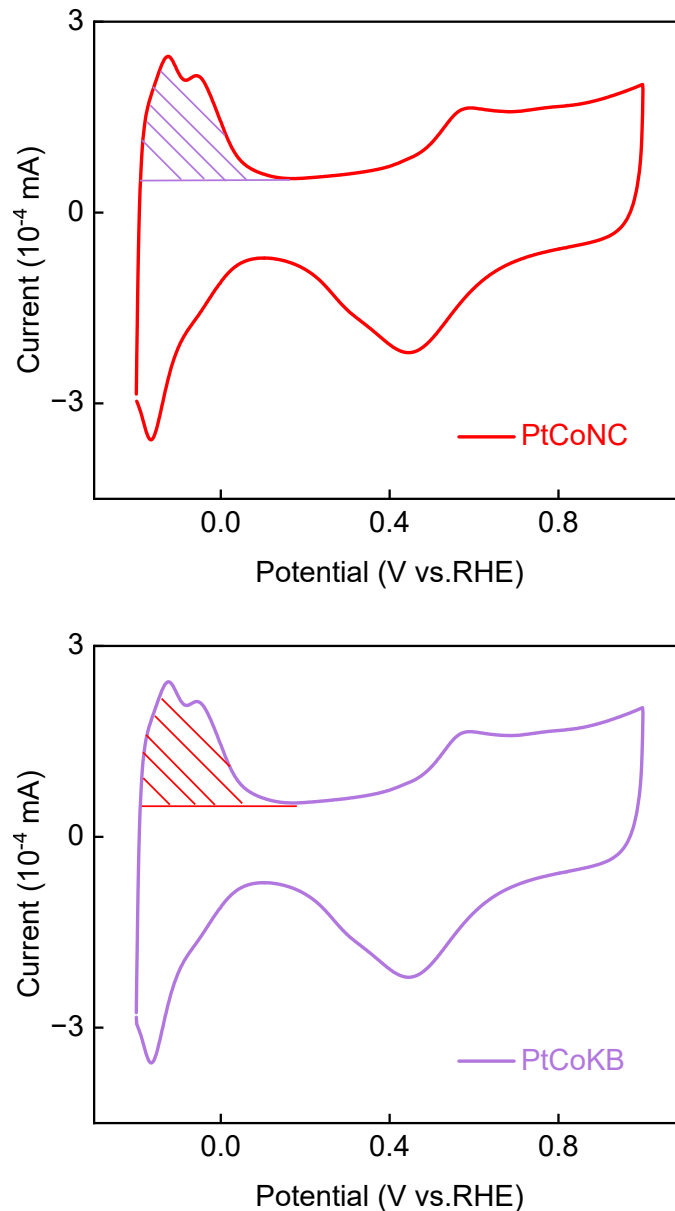 3
0
−3
Current (10⁻⁴ mA)
PtCoNC
0.0 0.4 0.8
Potential (V vs.RHE)
3
0
−3
Current (10⁻⁴ mA)
PtCoKB
0.0 0.4 0.8
Potential (V vs.RHE)